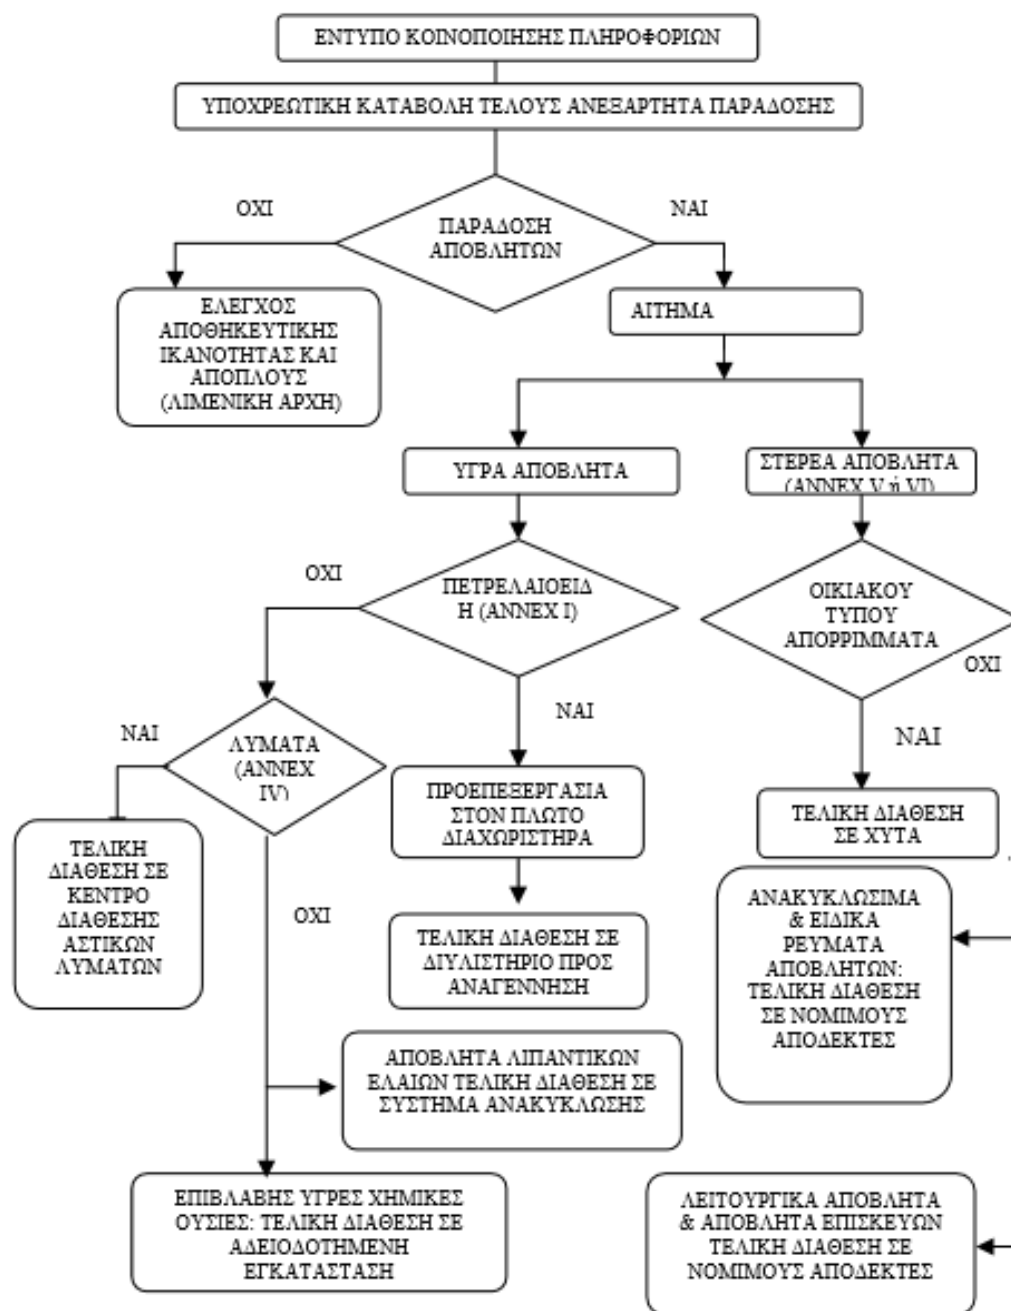 ΕΝΤΥΠΟ ΚΟΙΝΟΠΟΙΗΣΗΣ ΠΛΗΡΟΦΟΡΙΩΝ
ΥΠΟΧΡΕΩΤΙΚΗ ΚΑΤΑΒΟΛΗ ΤΕΛΟΥΣ ΑΝΕΞΑΡΤΗΤΑ ΠΑΡΑΔΟΣΗΣ
ΟΧΙ
ΝΑΙ
ΠΑΡΑΔΟΣΗ
ΑΠΟΒΛΗΤΩΝ
ΕΛΕΓΧΟΣ
ΑΠΟΘΗΚΕΥΤΙΚΗΣ
ΙΚΑΝΟΤΗΤΑΣ ΚΑΙ
ΑΠΟΠΛΟΥΣ
(ΛΙΜΕΝΙΚΗ ΑΡΧΗ)
ΑΙΤΗΜΑ
ΥΓΡΑ ΑΠΟΒΛΗΤΑ
ΣΤΕΡΕΑ ΑΠΟΒΛΗΤΑ
(ΑΝΝΕΧ V ή VI)
ΟΧΙ
ΠΕΤΡΕΛΑΙΟΕΙΔ
Η (ΑΝΝΕΧ Ι)
ΟΙΚΙΑΚΟΥ
ΤΥΠΟΥ
ΑΠΟΡΡΙΜΜΑΤΑ
ΟΧΙ
ΝΑΙ
ΝΑΙ
ΝΑΙ
ΛΥΜΑΤΑ
(ΑΝΝΕΧ
IV)
ΠΡΟΕΠΕΞΕΡΓΑΣΙΑ
ΣΤΟΝ ΠΛΩΤΟ
ΔΙΑΧΩΡΙΣΤΗΡΑ
ΤΕΛΙΚΗ ΔΙΑΘΕΣΗ
ΣΕ ΧΥΤΑ
ΤΕΛΙΚΗ
ΔΙΑΘΕΣΗ ΣΕ
ΚΕΝΤΡΟ
ΔΙΑΘΕΣΗΣ
ΑΣΤΙΚΩΝ
ΛΥΜΑΤΩΝ
ΟΧΙ
ΤΕΛΙΚΗ ΔΙΑΘΕΣΗ ΣΕ
ΔΙΥΛΙΣΤΗΡΙΟ ΠΡΟΣ
ΑΝΑΓΕΝΝΗΣΗ
ΑΝΑΚΥΚΛΩΣΙΜΑ
& ΕΙΔΙΚΑ
ΡΕΥΜΑΤΑ
ΑΠΟΒΛΗΤΩΝ:
ΤΕΛΙΚΗ ΔΙΑΘΕΣΗ
ΣΕ ΝΟΜΙΜΟΥΣ
ΑΠΟΔΕΚΤΕΣ
ΑΠΟΒΛΗΤΑ ΛΙΠΑΝΤΙΚΩΝ
ΕΛΑΙΩΝ ΤΕΛΙΚΗ ΔΙΑΘΕΣΗ ΣΕ
ΣΥΣΤΗΜΑ ΑΝΑΚΥΚΛΩΣΗΣ
ΕΠΙΒΛΑΒΗΣ ΥΓΡΕΣ ΧΗΜΙΚΕΣ
ΟΥΣΙΕΣ: ΤΕΛΙΚΗ ΔΙΑΘΕΣΗ ΣΕ
ΑΔΕΙΟΔΟΤΗΜΕΝΗ
ΕΓΚΑΤΑΣΤΑΣΗ
ΛΕΙΤΟΥΡΓΙΚΑ ΑΠΟΒΛΗΤΑ
& ΑΠΟΒΛΗΤΑ ΕΠΙΣΚΕΥΩΝ
ΤΕΛΙΚΗ ΔΙΑΘΕΣΗ ΣΕ
ΝΟΜΙΜΟΥΣ ΑΠΟΔΕΚΤΕΣ